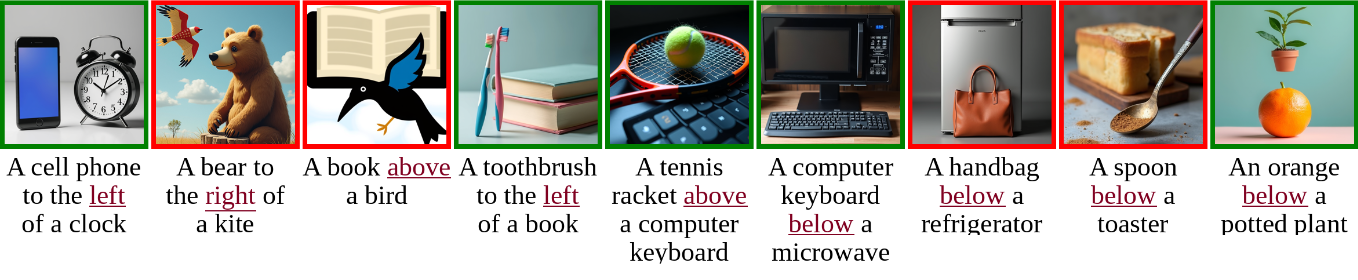 A cell phone
to the left
of a clock
A bear to
the right of
a kite
A book above
a bird
A toothbrush
to the left
of a book
A tennis
racket above
a computer
keyboard
A computer
keyboard
below a
microwave
A handbag
below a
refrigerator
A spoon
below a
toaster
An orange
below a
potted plant